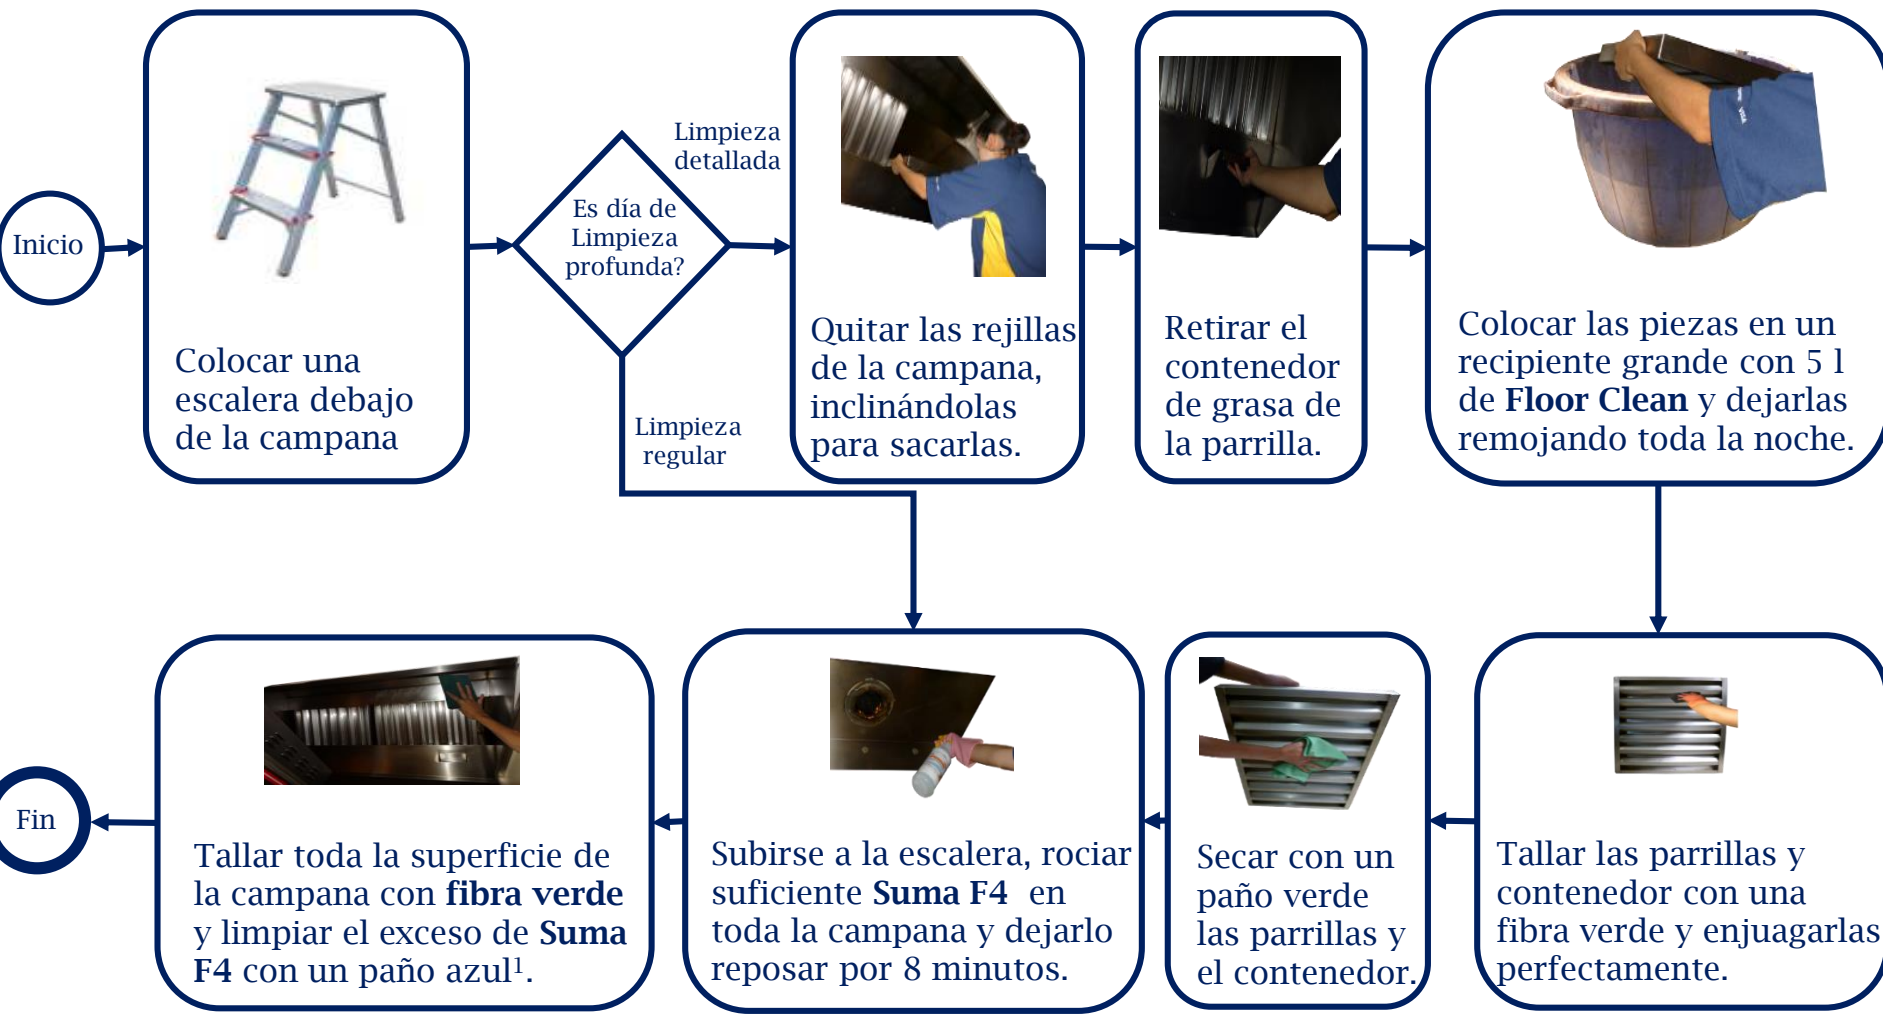 Inicio
Colocar una
escalera debajo
de la campana
Es día de
Limpieza
profunda?
Limpieza
detallada
Limpieza
regular
Quitar las rejillas
de la campana,
inclinándolas
para sacarlas.
Retirar el
contenedor
de grasa de
la parrilla.
Colocar las piezas en un
recipiente grande con 5 l
de Floor Clean y dejarlas
remojando toda la noche.
Tallar las parrillas y
contenedor con una
fibra verde y enjuagarlas
perfectamente.
Secar con un
paño verde
las parrillas y
el contenedor.
Subirse a la escalera, rociar
suficiente Suma F4 en
toda la campana y dejarlo
reposar por 8 minutos.
Tallar toda la superficie de
la campana con fibra verde
y limpiar el exceso de Suma
F4 con un paño azul¹.
Fin